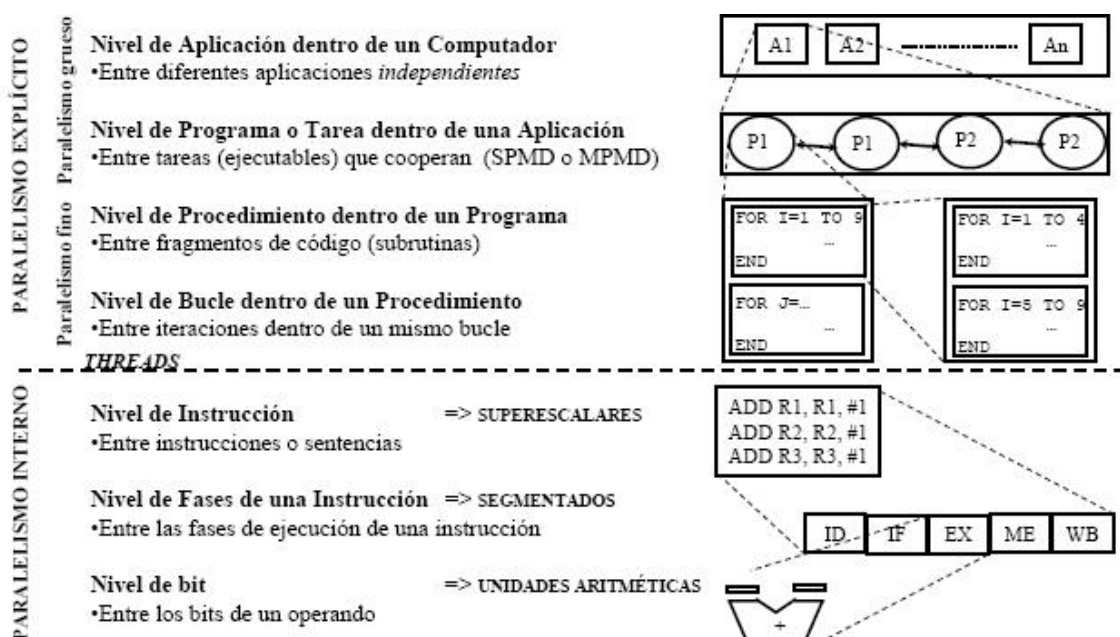 PARALELISMO EXPLÍCITO
Paralelismo grueso
Nivel de Aplicación dentro de un Computador
•Entre diferentes aplicaciones independientes
A1 A2 An
Nivel de Programa o Tarea dentro de una Aplicación
•Entre tareas (ejecutables) que cooperan (SPMD o MPMD)
P1 P1 P2 P2
Paralelismo fino
Nivel de Procedimiento dentro de un Programa
•Entre fragmentos de código (subrutinas)
Nivel de Bucle dentro de un Procedimiento
•Entre iteraciones dentro de un mismo bucle
FOR I=1 TO 9
...
END
FOR J=...
...
END
FOR I=1 TO 4
...
END
FOR I=5 TO 9
...
END
THREADS
PARALELISMO INTERNO
Nivel de Instrucción => SUPERESCALARES
•Entre instrucciones o sentencias
ADD R1, R1, #1
ADD R2, R2, #1
ADD R3, R3, #1
Nivel de Fases de una Instrucción => SEGMENTADOS
•Entre las fases de ejecución de una instrucción
ID IF EX ME WB
Nivel de bit => UNIDADES ARITMÉTICAS
•Entre los bits de un operando
+